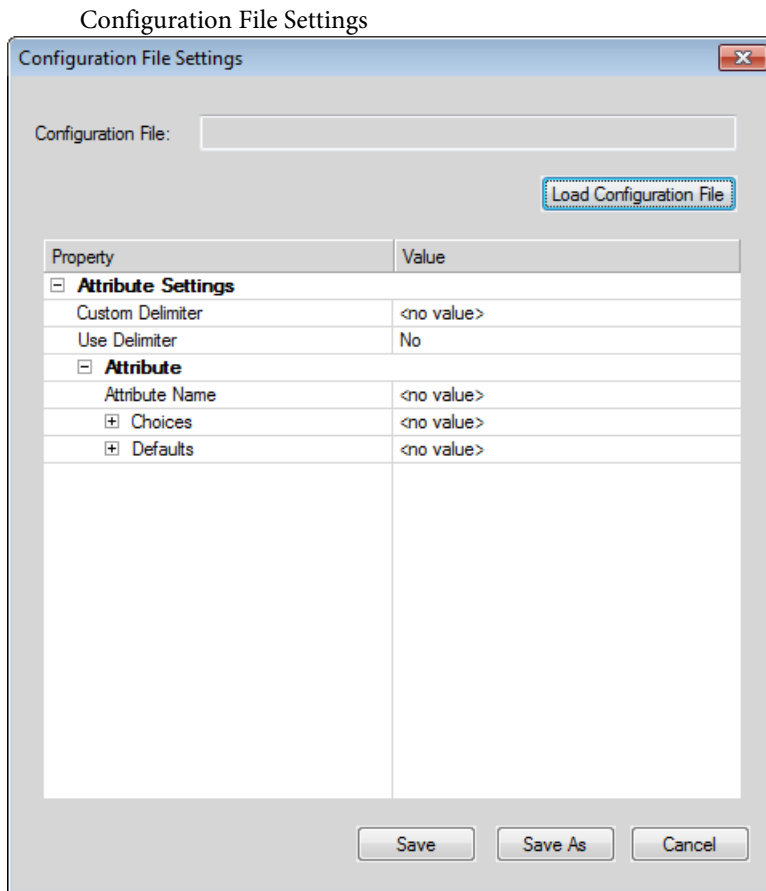 Configuration File Settings
Configuration File Settings
Configuration File:
Load Configuration File
Property Value
Attribute Settings
Custom Delimiter <no value>
Use Delimiter No
Attribute
Attribute Name <no value>
Choices <no value>
Defaults <no value>
Save Save As Cancel